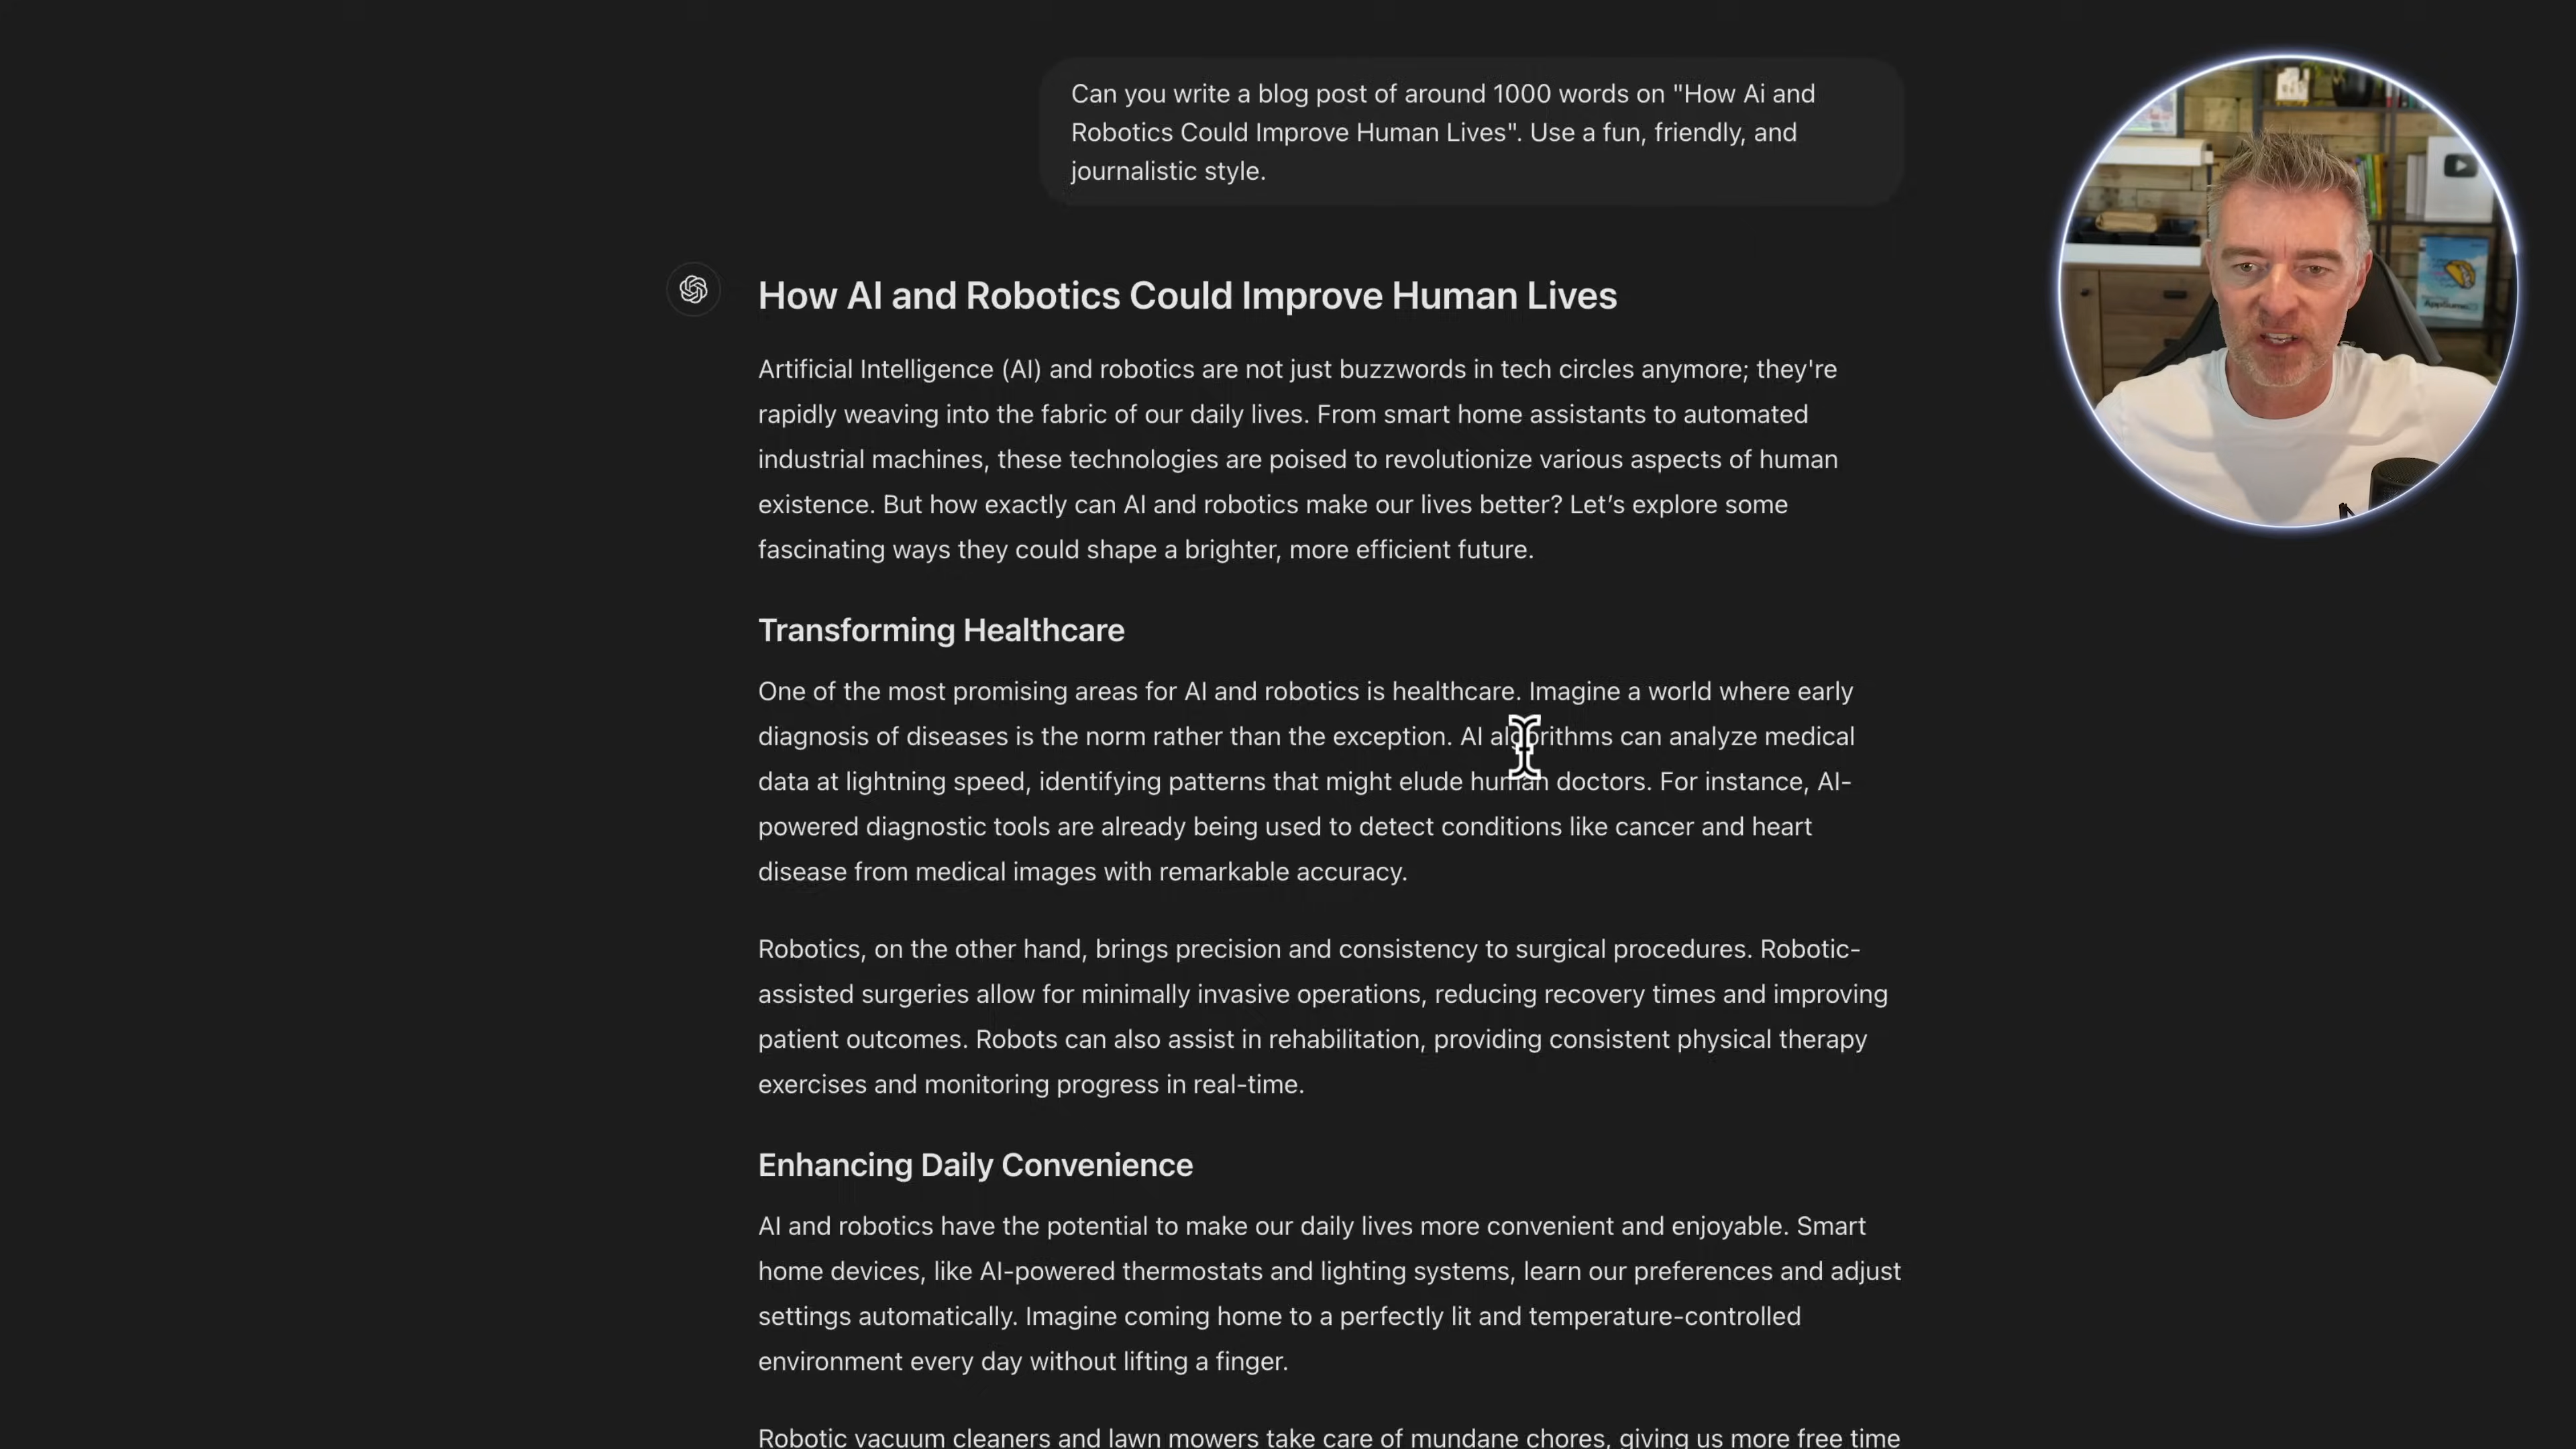 Can you write a blog post of around 1000 words on "How Ai and
Robotics Could Improve Human Lives". Use a fun, friendly, and
journalistic style.
How AI and Robotics Could Improve Human Lives
Artificial Intelligence (AI) and robotics are not just buzzwords in tech circles anymore; they're
rapidly weaving into the fabric of our daily lives. From smart home assistants to automated
industrial machines, these technologies are poised to revolutionize various aspects of human
existence. But how exactly can AI and robotics make our lives better? Let’s explore some
fascinating ways they could shape a brighter, more efficient future.
Transforming Healthcare
One of the most promising areas for AI and robotics is healthcare. Imagine a world where early
diagnosis of diseases is the norm rather than the exception. AI algorithms can analyze medical
data at lightning speed, identifying patterns that might elude human doctors. For instance, AI-
powered diagnostic tools are already being used to detect conditions like cancer and heart
disease from medical images with remarkable accuracy.
Robotics, on the other hand, brings precision and consistency to surgical procedures. Robotic-
assisted surgeries allow for minimally invasive operations, reducing recovery times and improving
patient outcomes. Robots can also assist in rehabilitation, providing consistent physical therapy
exercises and monitoring progress in real-time.
Enhancing Daily Convenience
AI and robotics have the potential to make our daily lives more convenient and enjoyable. Smart
home devices, like AI-powered thermostats and lighting systems, learn our preferences and adjust
settings automatically. Imagine coming home to a perfectly lit and temperature-controlled
environment every day without lifting a finger.
Robotic vacuum cleaners and lawn mowers take care of mundane chores, giving us more free time